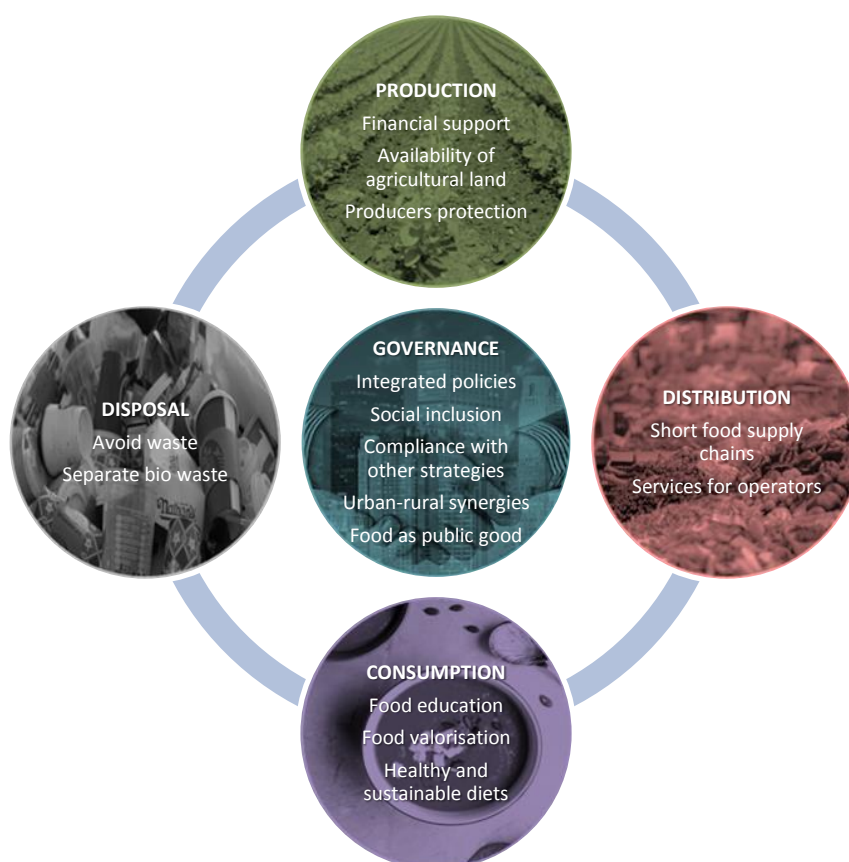 PRODUCTION
Financial support
Availability of
agricultural land
Producers protection
GOVERNANCE
Integrated policies
Social inclusion
Compliance with
other strategies
Urban-rural synergies
Food as public good
DISPOSAL
Avoid waste
Separate bio waste
DISTRIBUTION
Short food supply
chains
Services for operators
CONSUMPTION
Food education
Food valorisation
Healthy and
sustainable diets